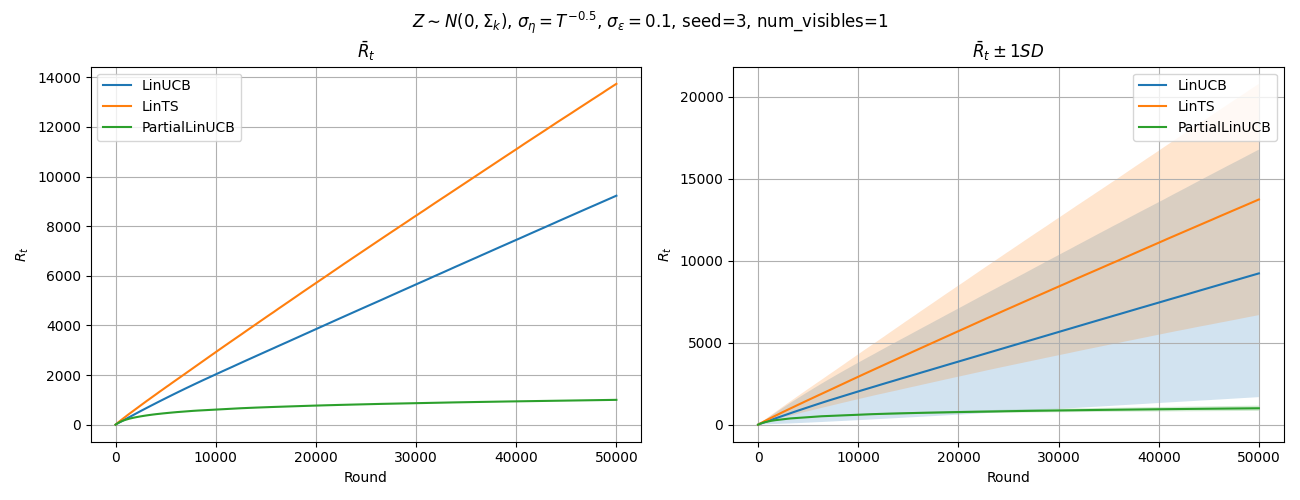 Z ∼ N(0, Σ_k), σ_η = T^{−0.5}, σ_ε = 0.1, seed=3, num_visibles=1
R̄_t
14000
12000
10000
8000
6000
4000
2000
0
R_t
LinUCB
LinTS
PartialLinUCB
0 10000 20000 30000 40000 50000
Round
R̄_t ± 1SD
20000
15000
10000
5000
0
R_t
LinUCB
LinTS
PartialLinUCB
0 10000 20000 30000 40000 50000
Round